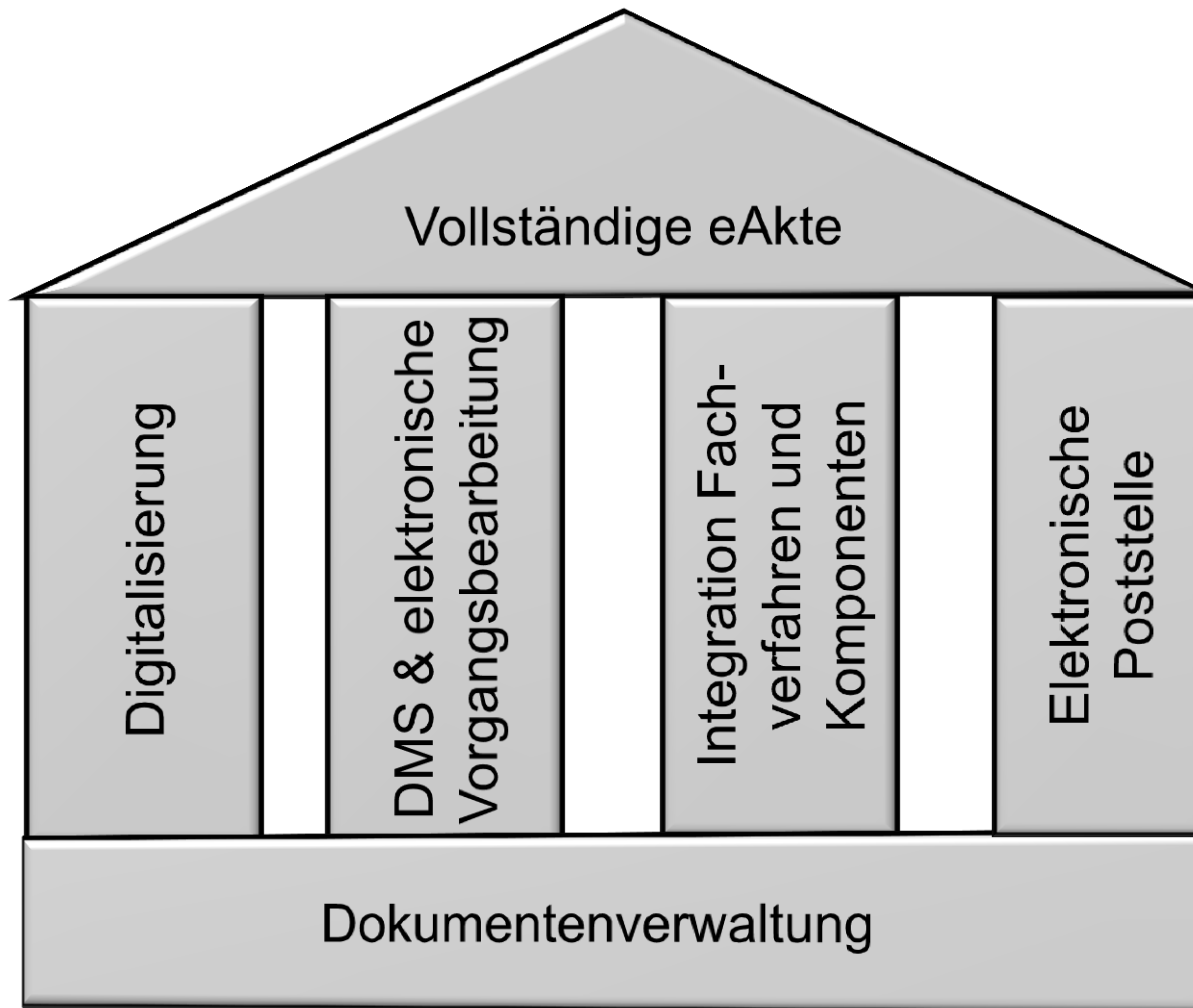 Vollständige eAkte
Digitalisierung
DMS & elektronische
Vorgangsbearbeitung
Integration Fach-
verfahren und
Komponenten
Elektronische
Poststelle
Dokumentenverwaltung